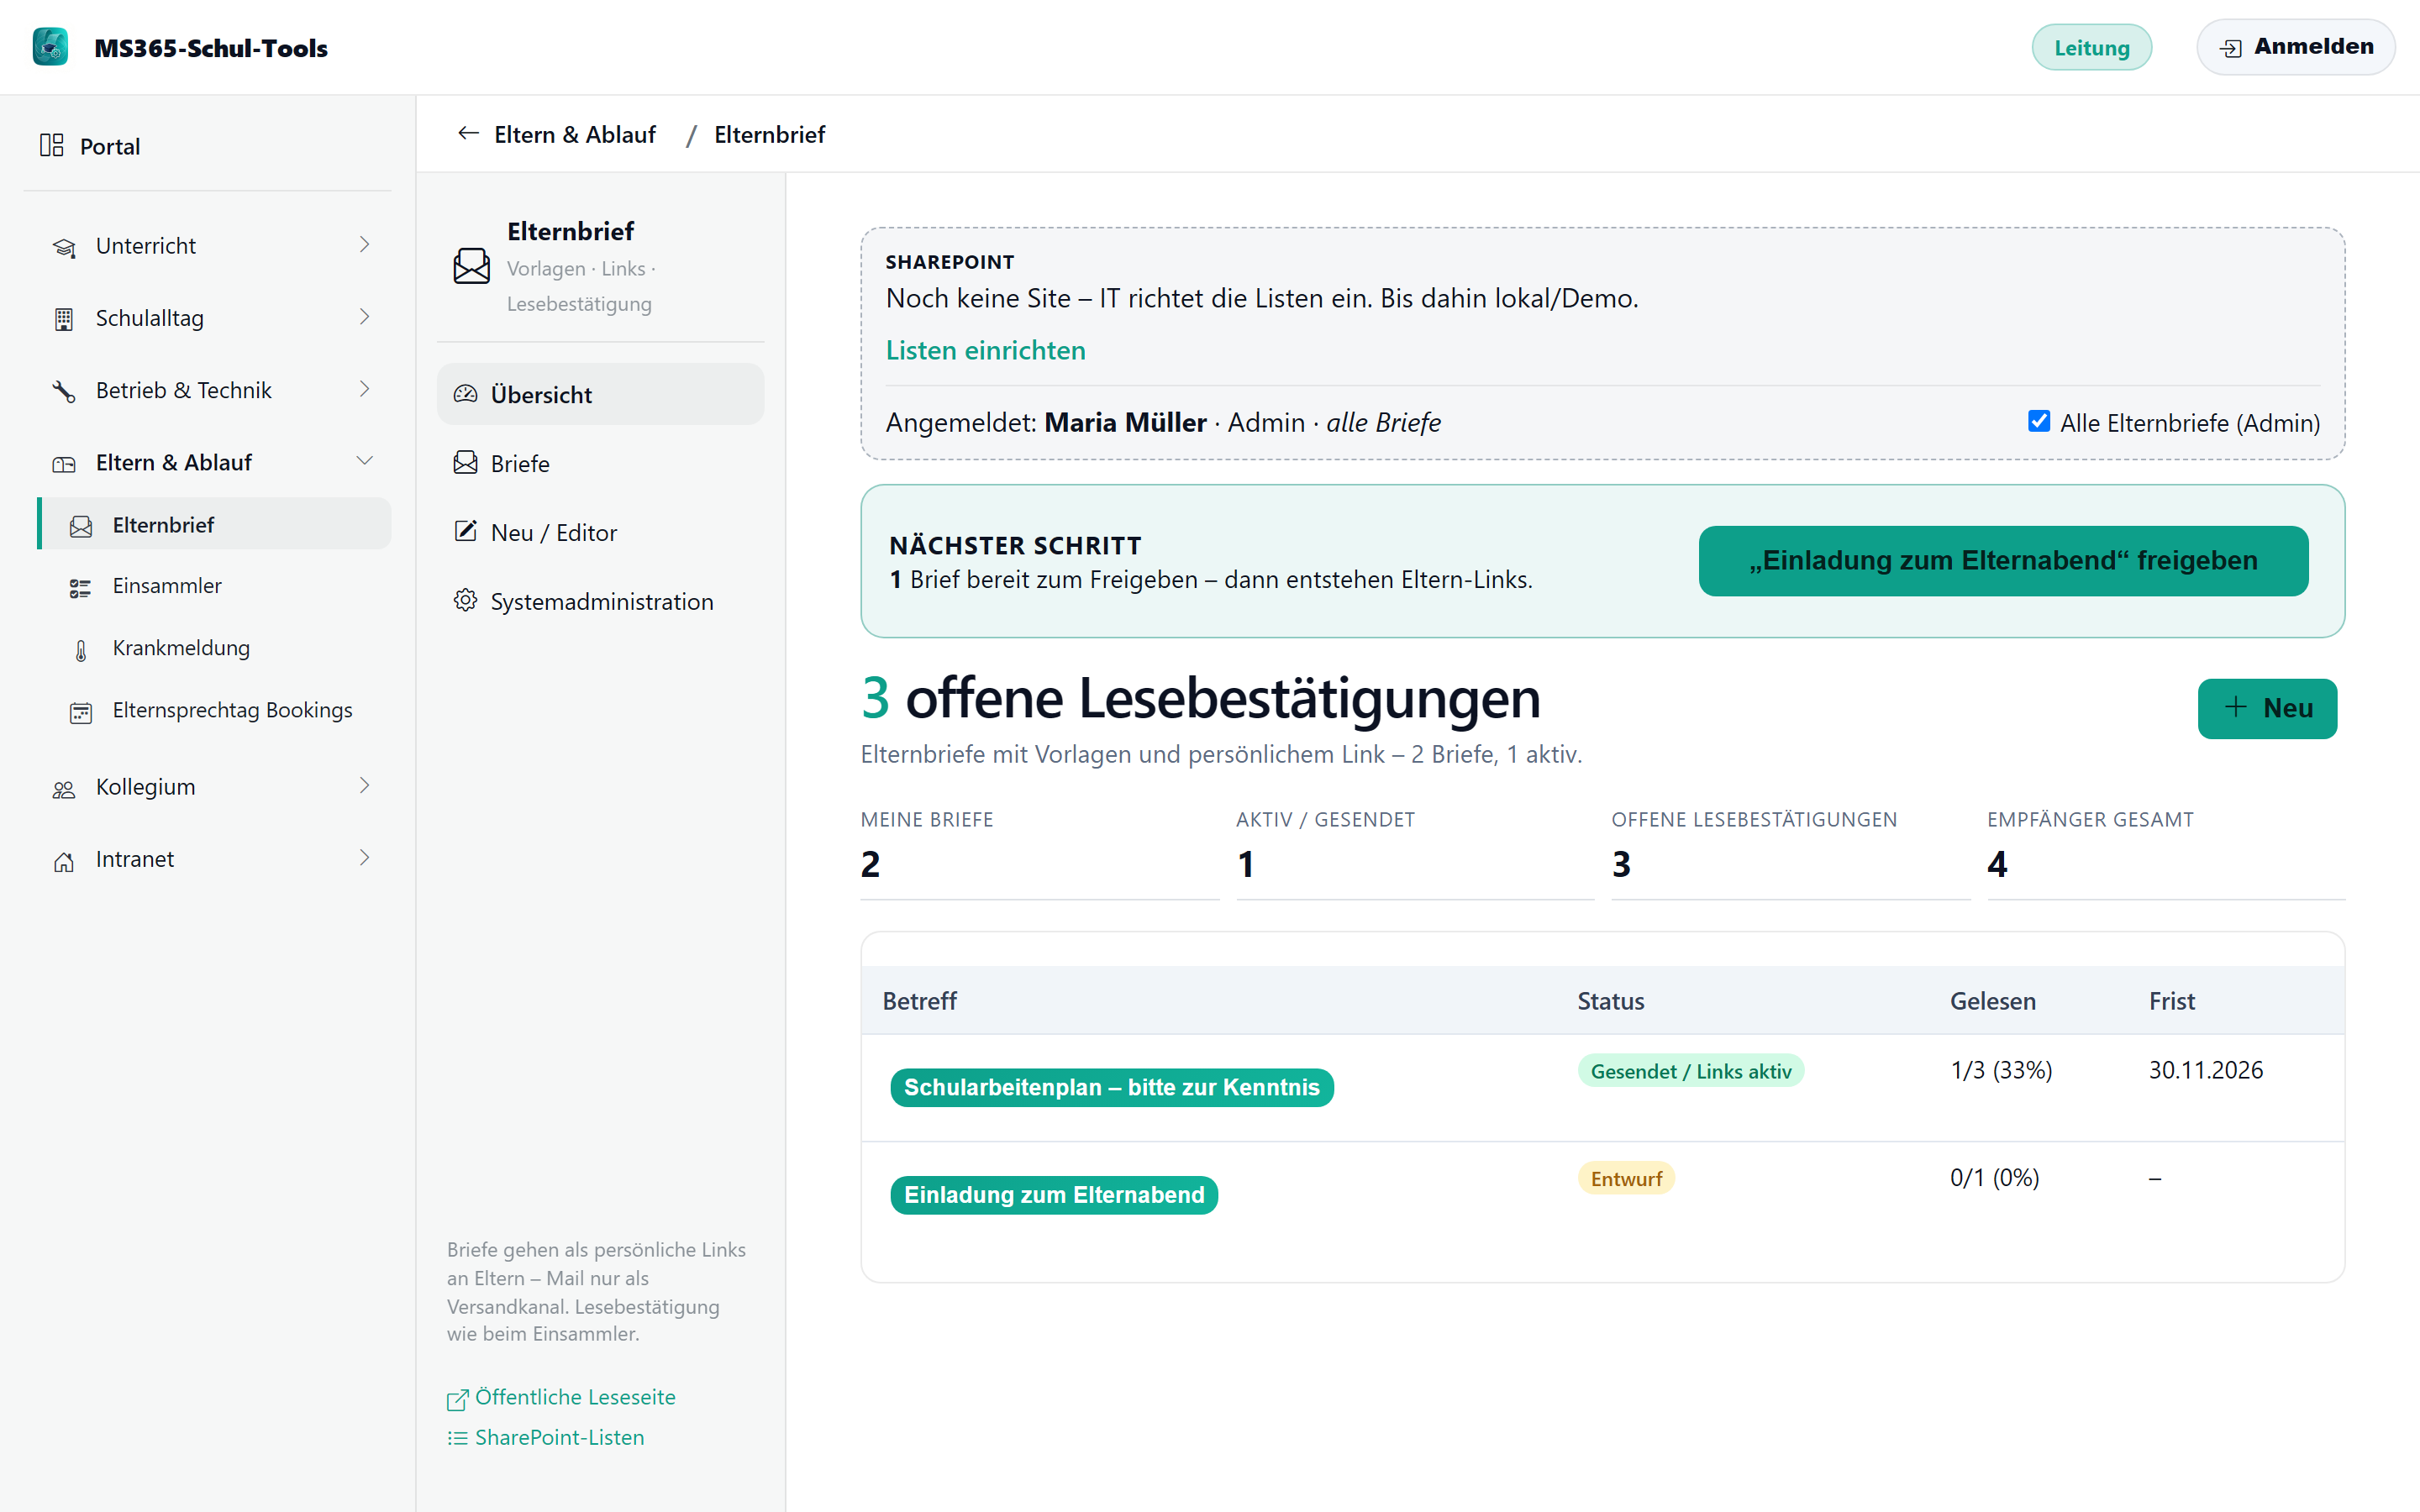 MS365-Schul-Tools
Leitung
Anmelden
Portal
Unterricht
Schulalltag
Betrieb & Technik
Eltern & Ablauf
Elternbrief
Einsammler
Krankmeldung
Elternsprechtag Bookings
Kollegium
Intranet
Eltern & Ablauf / Elternbrief
Elternbrief
Vorlagen · Links ·
Lesebestätigung
Übersicht
Briefe
Neu / Editor
Systemadministration
Briefe gehen als persönliche Links
an Eltern – Mail nur als
Versandkanal. Lesebestätigung
wie beim Einsammler.
Öffentliche Leseseite
SharePoint-Listen
SHAREPOINT
Noch keine Site – IT richtet die Listen ein. Bis dahin lokal/Demo.
Listen einrichten
Angemeldet: Maria Müller · Admin · alle Briefe
Alle Elternbriefe (Admin)
NÄCHSTER SCHRITT
1 Brief bereit zum Freigeben – dann entstehen Eltern-Links.
„Einladung zum Elternabend“ freigeben
3 offene Lesebestätigungen
Neu
Elternbriefe mit Vorlagen und persönlichem Link – 2 Briefe, 1 aktiv.
MEINE BRIEFE AKTIV / GESENDET OFFENE LESEBESTÄTIGUNGEN EMPFÄNGER GESAMT
2 1 3 4
Betreff Status Gelesen Frist
Schularbeitenplan – bitte zur Kenntnis Gesendet / Links aktiv 1/3 (33%) 30.11.2026
Einladung zum Elternabend Entwurf 0/1 (0%) –